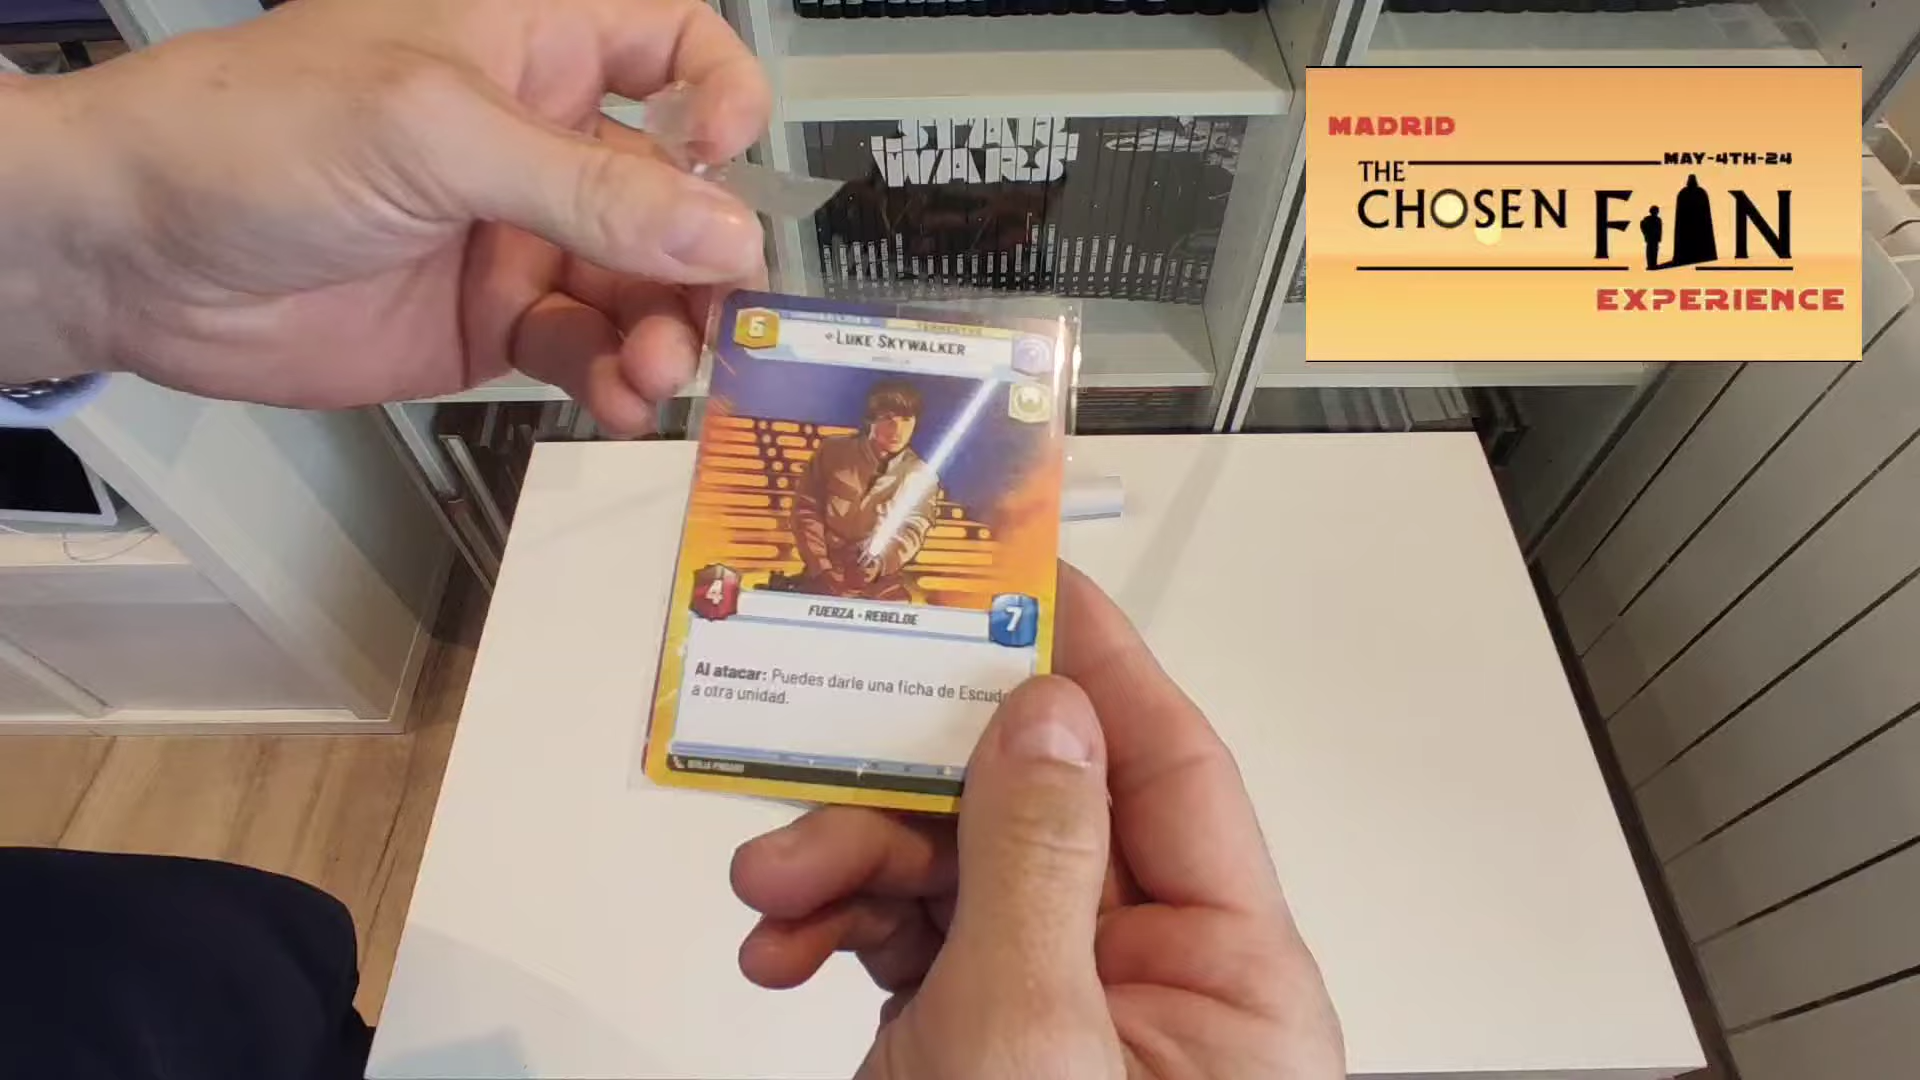 STAR
WARS
MADRID
MAY-4TH-24
THE
CHOSEN FAN
EXPERIENCE
6
LUKE SKYWALKER
4
FUERZA • REBELDE
7
Al atacar: Puedes darle una ficha de Escud
a otra unidad.